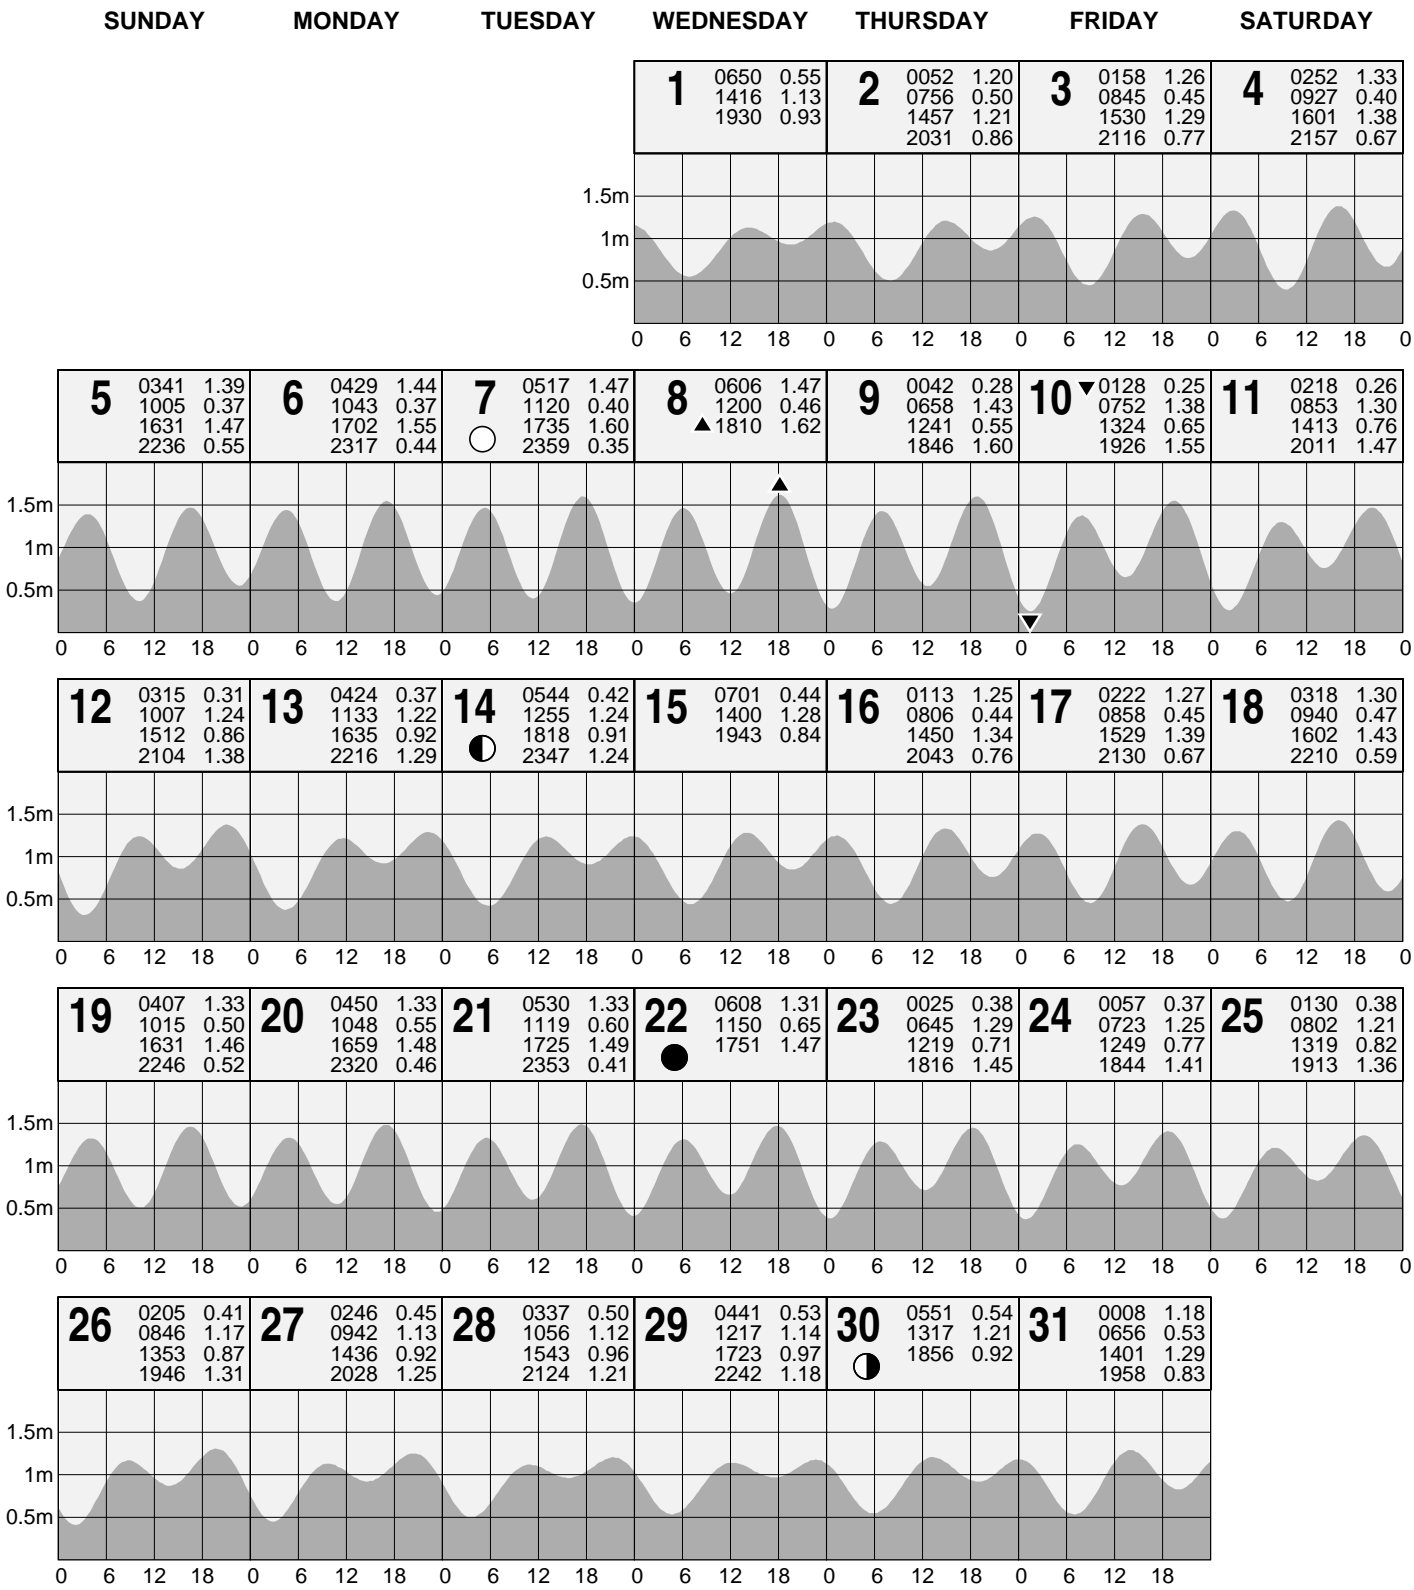 SUNDAY MONDAY TUESDAY WEDNESDAY THURSDAY FRIDAY SATURDAY
1 0650 0.55
1416 1.13
1930 0.93
2 0052 1.20
0756 0.50
1457 1.21
2031 0.86
3 0158 1.26
0845 0.45
1530 1.29
2116 0.77
4 0252 1.33
0927 0.40
1601 1.38
2157 0.67
1.5m
1m
0.5m
0 6 12 18 0 6 12 18 0 6 12 18 0 6 12 18 0
5 0341 1.39
1005 0.37
1631 1.47
2236 0.55
6 0429 1.44
1043 0.37
1702 1.55
2317 0.44
7 0517 1.47
1120 0.40
1735 1.60
2359 0.35
8 0606 1.47
1200 0.46
1810 1.62
9 0042 0.28
0658 1.43
1241 0.55
1846 1.60
10 0128 0.25
0752 1.38
1324 0.65
1926 1.55
11 0218 0.26
0853 1.30
1413 0.76
2011 1.47
1.5m
1m
0.5m
0 6 12 18 0 6 12 18 0 6 12 18 0 6 12 18 0 6 12 18 0 6 12 18 0 6 12 18 0
12 0315 0.31
1007 1.24
1512 0.86
2104 1.38
13 0424 0.37
1133 1.22
1635 0.92
2216 1.29
14 0544 0.42
1255 1.24
1818 0.91
2347 1.24
15 0701 0.44
1400 1.28
1943 0.84
16 0113 1.25
0806 0.44
1450 1.34
2043 0.76
17 0222 1.27
0858 0.45
1529 1.39
2130 0.67
18 0318 1.30
0940 0.47
1602 1.43
2210 0.59
1.5m
1m
0.5m
0 6 12 18 0 6 12 18 0 6 12 18 0 6 12 18 0 6 12 18 0 6 12 18 0 6 12 18 0
19 0407 1.33
1015 0.50
1631 1.46
2246 0.52
20 0450 1.33
1048 0.55
1659 1.48
2320 0.46
21 0530 1.33
1119 0.60
1725 1.49
2353 0.41
22 0608 1.31
1150 0.65
1751 1.47
23 0025 0.38
0645 1.29
1219 0.71
1816 1.45
24 0057 0.37
0723 1.25
1249 0.77
1844 1.41
25 0130 0.38
0802 1.21
1319 0.82
1913 1.36
1.5m
1m
0.5m
0 6 12 18 0 6 12 18 0 6 12 18 0 6 12 18 0 6 12 18 0 6 12 18 0 6 12 18 0
26 0205 0.41
0846 1.17
1353 0.87
1946 1.31
27 0246 0.45
0942 1.13
1436 0.92
2028 1.25
28 0337 0.50
1056 1.12
1543 0.96
2124 1.21
29 0441 0.53
1217 1.14
1723 0.97
2242 1.18
30 0551 0.54
1317 1.21
1856 0.92
31 0008 1.18
0656 0.53
1401 1.29
1958 0.83
1.5m
1m
0.5m
0 6 12 18 0 6 12 18 0 6 12 18 0 6 12 18 0 6 12 18 0 6 12 18